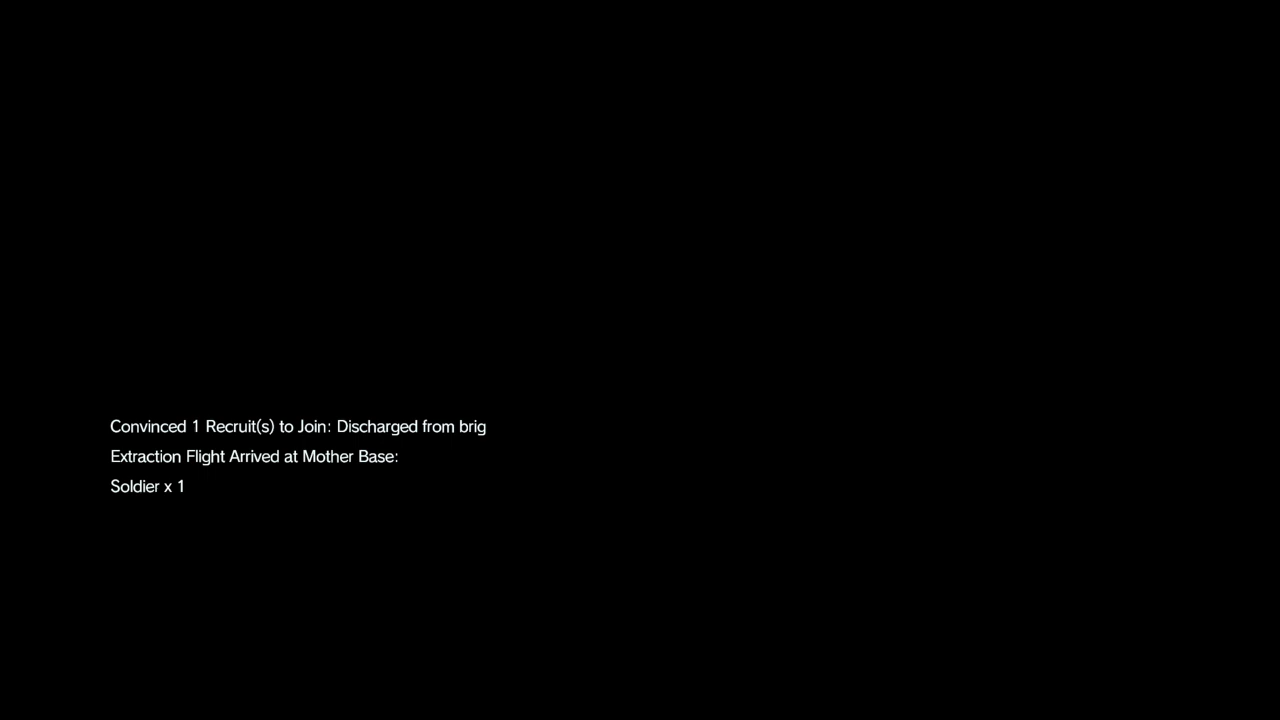 Convinced 1 Recruit(s) to Join: Discharged from brig
Extraction Flight Arrived at Mother Base:
Soldier x 1